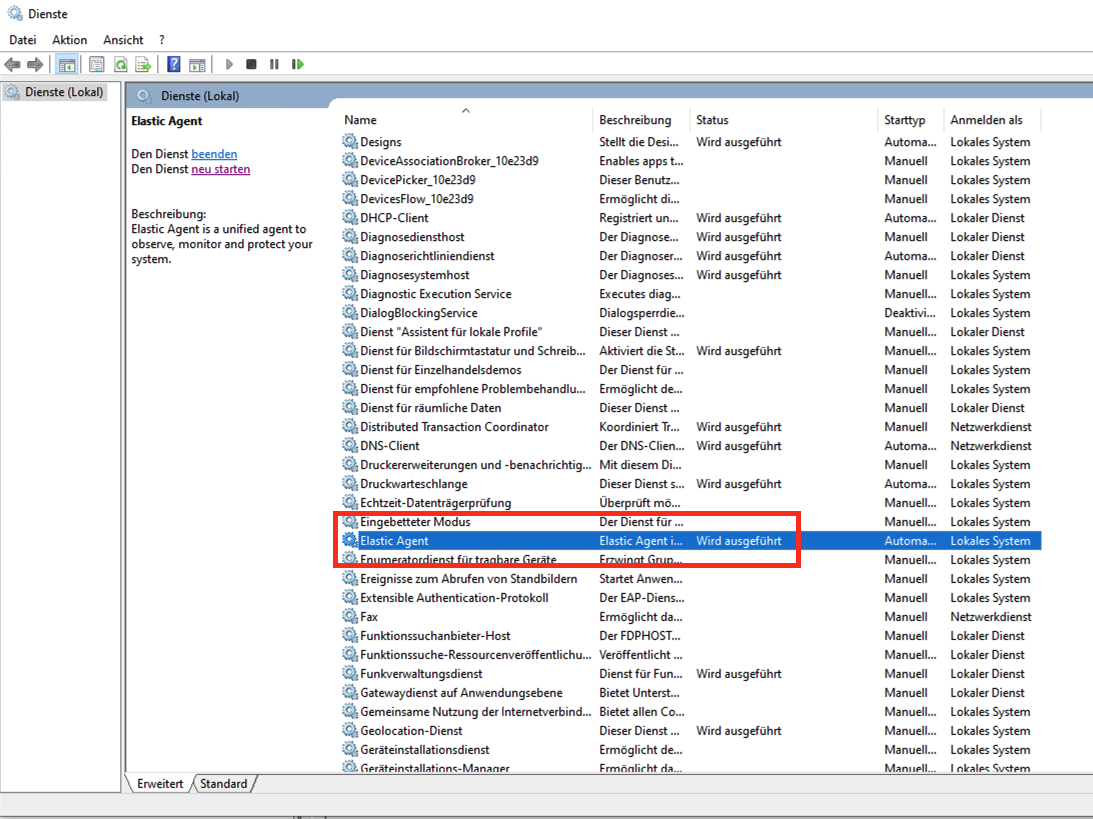 Dienste
Datei Aktion Ansicht ?
Dienste (Lokal)
Dienste (Lokal)
Elastic Agent
Den Dienst beenden
Den Dienst neu starten
Beschreibung:
Elastic Agent is a unified agent to
observe, monitor and protect your
system.
Name Beschreibung Status Starttyp Anmelden als
Designs Stellt die Desi... Wird ausgeführt Automa... Lokales System
DeviceAssociationBroker_10e23d9 Enables apps t... Manuell Lokales System
DevicePicker_10e23d9 Dieser Benutz... Manuell Lokales System
DevicesFlow_10e23d9 Ermöglicht di... Manuell Lokales System
DHCP-Client Registriert un... Wird ausgeführt Automa... Lokaler Dienst
Diagnosediensthost Der Diagnose... Wird ausgeführt Manuell Lokaler Dienst
Diagnoserichtliniendienst Der Diagnoser... Wird ausgeführt Automa... Lokaler Dienst
Diagnosesystemhost Der Diagnoses... Wird ausgeführt Manuell Lokales System
Diagnostic Execution Service Executes diag... Manuell... Lokales System
DialogBlockingService Dialogsperrdie... Deaktivi... Lokales System
Dienst "Assistent für lokale Profile" Dieser Dienst ... Manuell... Lokaler Dienst
Dienst für Bildschirmtastatur und Schreib... Aktiviert die St... Wird ausgeführt Manuell... Lokales System
Dienst für Einzelhandelsdemos Der Dienst für ... Manuell Lokales System
Dienst für empfohlene Problembehandlu... Ermöglicht de... Manuell Lokales System
Dienst für räumliche Daten Dieser Dienst ... Manuell Lokaler Dienst
Distributed Transaction Coordinator Koordiniert Tr... Wird ausgeführt Manuell Netzwerkdienst
DNS-Client Der DNS-Clien... Wird ausgeführt Automa... Netzwerkdienst
Druckererweiterungen und -benachrichtig... Mit diesem Di... Manuell Lokales System
Druckwarteschlange Dieser Dienst s... Wird ausgeführt Automa... Lokales System
Echtzeit-Datenträgerprüfung Überprüft mö... Manuell Lokales System
Eingebetteter Modus Der Dienst für ... Manuell... Lokales System
Elastic Agent Elastic Agent i... Wird ausgeführt Automa... Lokales System
Enumeratordienst für tragbare Geräte Erzwingt Grup... Manuell... Lokales System
Ereignisse zum Abrufen von Standbildern Startet Anwen... Manuell Lokales System
Extensible Authentication-Protokoll Der EAP-Diens... Manuell Lokales System
Fax Ermöglicht da... Manuell Netzwerkdienst
Funktionssuchanbieter-Host Der FDPHOST... Manuell Lokaler Dienst
Funktionssuche-Ressourcenveröffentlichu... Veröffentlicht ... Manuell... Lokaler Dienst
Funkverwaltungsdienst Dienst für Fun... Wird ausgeführt Manuell Lokaler Dienst
Gatewaydienst auf Anwendungsebene Bietet Unterst... Manuell Lokaler Dienst
Gemeinsame Nutzung der Internetverbind... Bietet allen Co... Manuell... Lokales System
Geolocation-Dienst Dieser Dienst ... Wird ausgeführt Manuell... Lokales System
Geräteinstallationsdienst Ermöglicht de... Manuell... Lokales System
Geräteinstallations-Manager Ermöglicht da... Manuell... Lokales System
Erweitert Standard